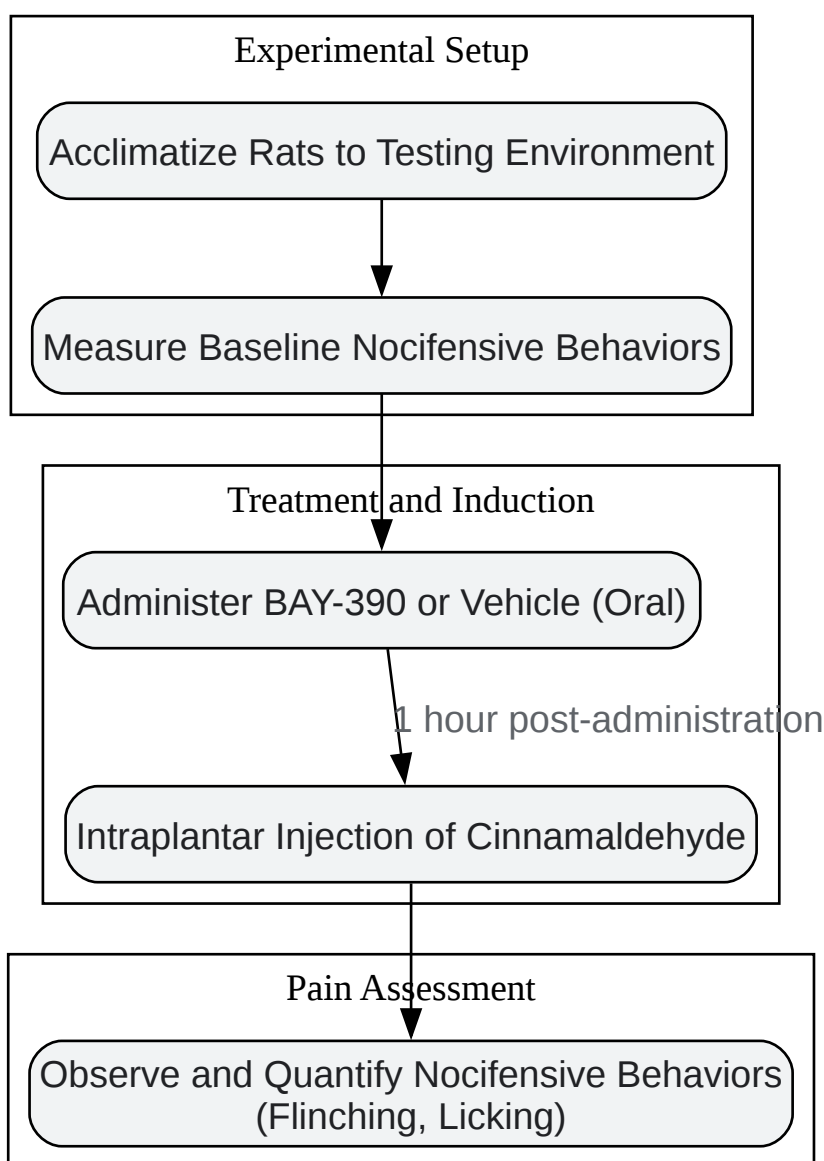 Experimental Setup
Acclimatize Rats to Testing Environment
Measure Baseline Nocifensive Behaviors
Treatment and Induction
Administer BAY-390 or Vehicle (Oral)
1 hour post-administration
Intraplantar Injection of Cinnamaldehyde
Pain Assessment
Observe and Quantify Nocifensive Behaviors
(Flinching, Licking)